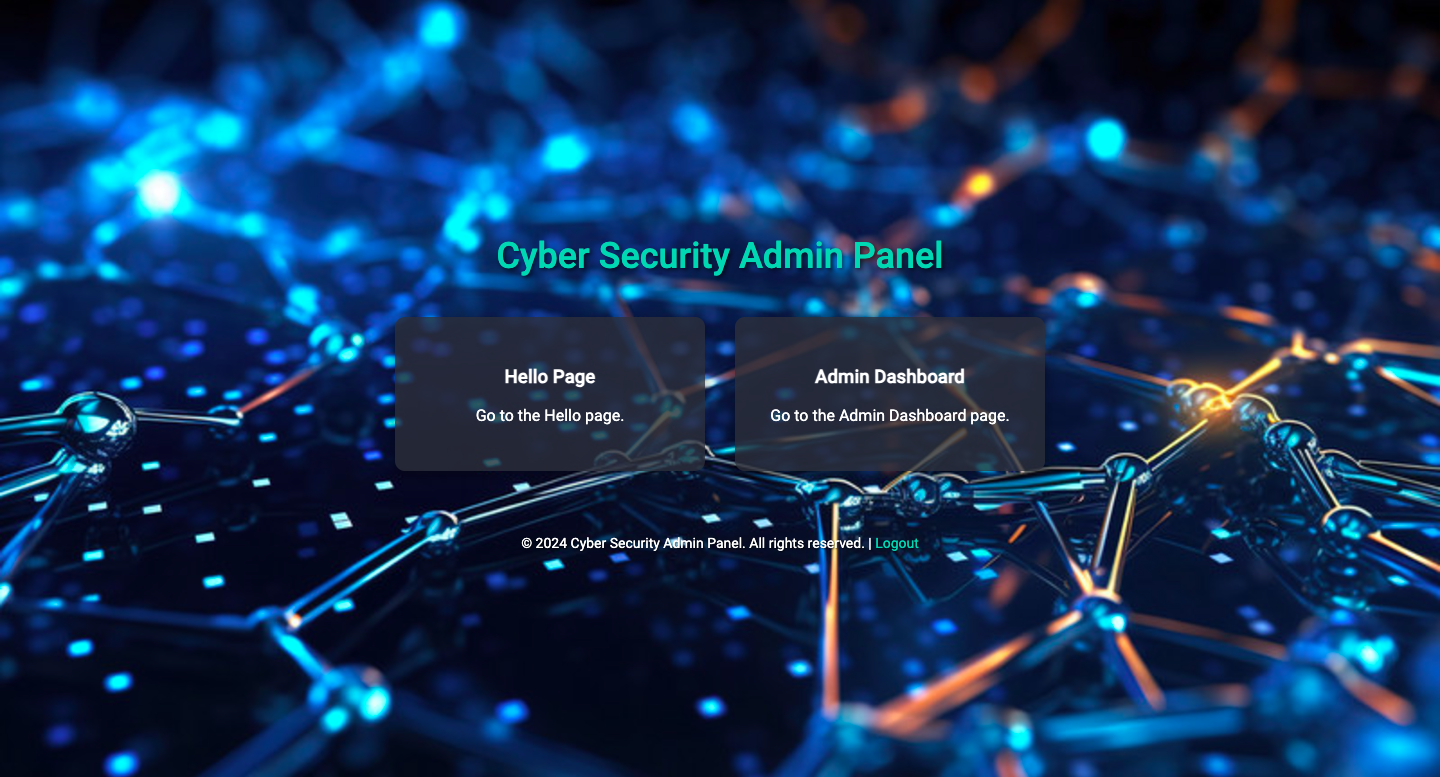 Cyber Security Admin Panel
Hello Page
Go to the Hello page.
Admin Dashboard
Go to the Admin Dashboard page.
© 2024 Cyber Security Admin Panel. All rights reserved. | Logout